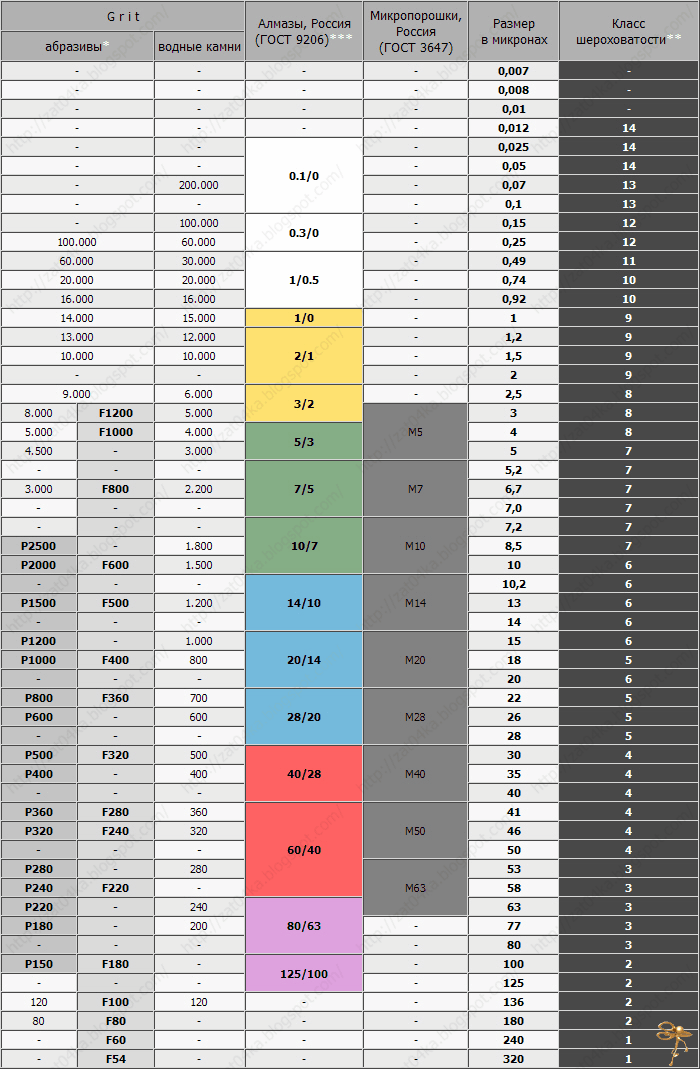 G r i t
Алмазы, Россия (ГОСТ 9206)***
Микропорошки, Россия (ГОСТ 3647)
Размер в микронах
Класс шероховатости**
абразивы* водные камни
- - - 0,007 -
- - - 0,008 -
- - - 0,01 -
- - - - 0,012 14
- - - 0,025 14
- - 0.1/0 - 0,05 14
- 200.000 - 0,07 13
- - - 0,1 13
- 100.000 0.3/0 - 0,15 12
100.000 60.000 - 0,25 12
60.000 30.000 - 0,49 11
20.000 20.000 1/0.5 - 0,74 10
16.000 16.000 - 0,92 10
14.000 15.000 1/0 - 1 9
13.000 12.000 - 1,2 9
10.000 10.000 2/1 - 1,5 9
- - - 2 9
9.000 6.000 3/2 - 2,5 8
8.000 F1200 5.000 3 8
5.000 F1000 4.000 5/3 M5 4 8
4.500 - 3.000 5 7
- - - 5,2 7
3.000 F800 2.200 7/5 M7 6,7 7
- - - 7,0 7
- - - 7,2 7
P2500 - 1.800 10/7 M10 8,5 7
P2000 F600 1.500 10 6
- - - 10,2 6
P1500 F500 1.200 14/10 M14 13 6
- - - 14 6
P1200 - 1.000 15 6
P1000 F400 800 20/14 M20 18 5
- - - 20 6
P800 F360 700 22 5
P600 - 600 28/20 M28 26 5
- - - 28 5
P500 F320 500 30 4
P400 - 400 40/28 M40 35 4
- - - 40 4
P360 F280 360 41 4
P320 F240 320 M50 46 4
- - - 60/40 50 4
P280 - 280 53 3
P240 F220 - M63 58 3
P220 - 240 63 3
P180 - 200 80/63 - 77 3
- - - - 80 3
P150 F180 - 125/100 - 100 2
- - - - 125 2
120 F100 120 - - 136 2
80 F80 - - - 180 2
- F60 - - - 240 1
- F54 - - - 320 1
http://zat04ka.blogspot.com/